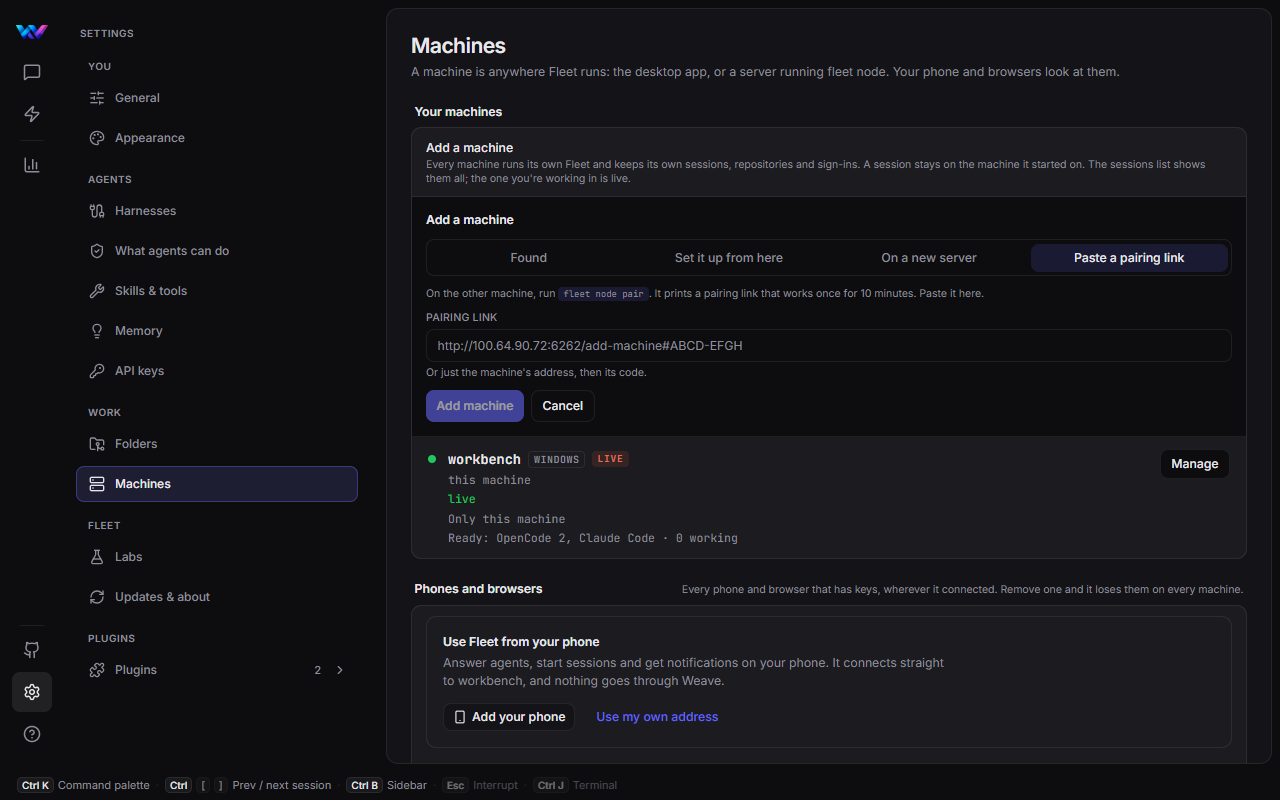 SETTINGS
YOU
General
Appearance
AGENTS
Harnesses
What agents can do
Skills & tools
Memory
API keys
WORK
Folders
Machines
FLEET
Labs
Updates & about
PLUGINS
Plugins 2
Machines
A machine is anywhere Fleet runs: the desktop app, or a server running fleet node. Your phone and browsers look at them.
Your machines
Add a machine
Every machine runs its own Fleet and keeps its own sessions, repositories and sign-ins. A session stays on the machine it started on. The sessions list shows
them all; the one you're working in is live.
Add a machine
Found Set it up from here On a new server Paste a pairing link
On the other machine, run fleet node pair. It prints a pairing link that works once for 10 minutes. Paste it here.
PAIRING LINK
http://100.64.90.72:6262/add-machine#ABCD-EFGH
Or just the machine's address, then its code.
Add machine Cancel
workbench WINDOWS LIVE Manage
this machine
live
Only this machine
Ready: OpenCode 2, Claude Code · 0 working
Phones and browsers Every phone and browser that has keys, wherever it connected. Remove one and it loses them on every machine.
Use Fleet from your phone
Answer agents, start sessions and get notifications on your phone. It connects straight
to workbench, and nothing goes through Weave.
Add your phone Use my own address
Ctrl K Command palette · Ctrl [ ] Prev / next session · Ctrl B Sidebar · Esc Interrupt · Ctrl J Terminal